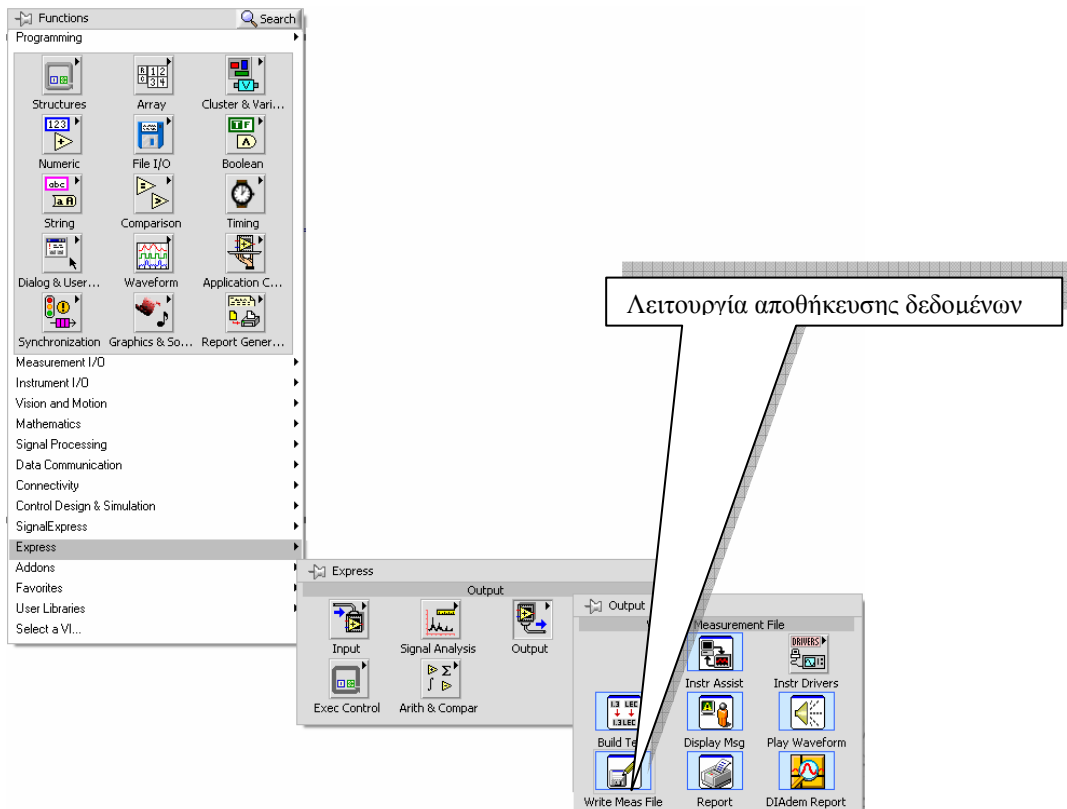 Functions
Search
Programming
Structures
Array
Cluster & Vari...
Numeric
File I/O
Boolean
String
Comparison
Timing
Dialog & User...
Waveform
Application C...
Synchronization
Graphics & So...
Report Gener...
Measurement I/O
Instrument I/O
Vision and Motion
Mathematics
Signal Processing
Data Communication
Connectivity
Control Design & Simulation
SignalExpress
Express
Addons
Favorites
User Libraries
Select a VI...
Λειτουργία αποθήκευσης δεδομένων
Express
Output
Input
Signal Analysis
Output
Exec Control
Arith & Compar
Output
Measurement File
DRIVERS
Instr Assist
Instr Drivers
Build Te
Display Msg
Play Waveform
Write Meas File
Report
DIAdem Report